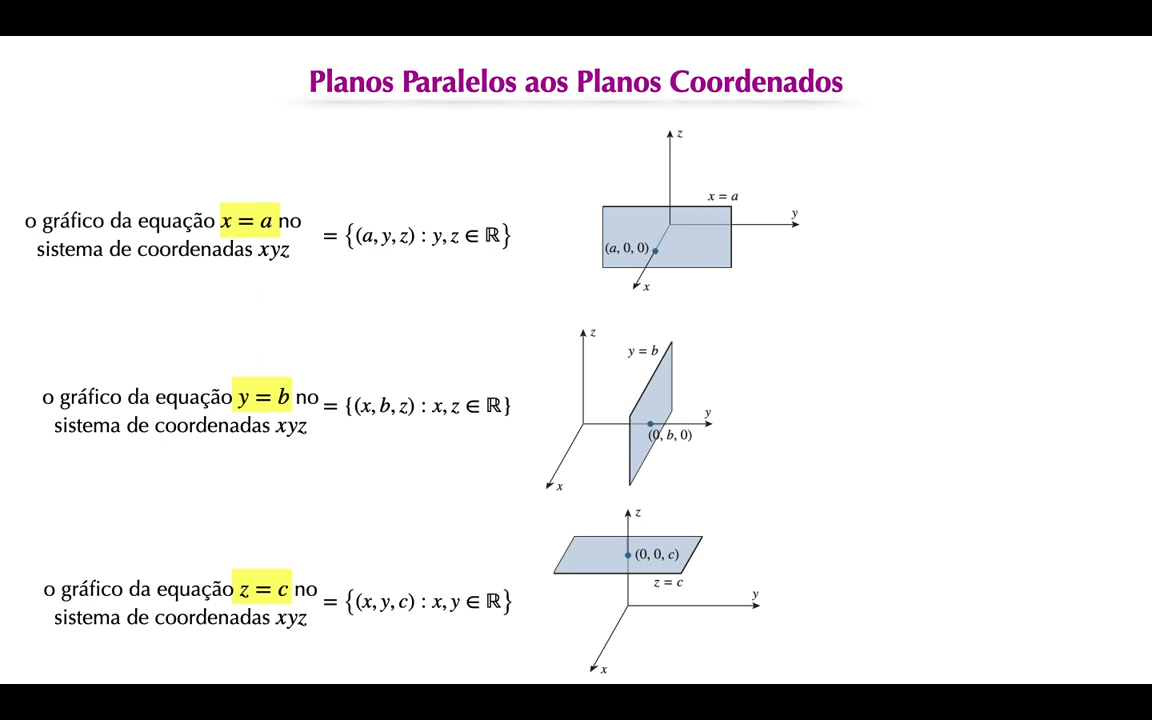 Planos Paralelos aos Planos Coordenados
z
x = a
y
o gráfico da equação x = a no
sistema de coordenadas xyz
= {(a, y, z) : y, z ∈ ℝ}
(a, 0, 0)
x
z
y = b
o gráfico da equação y = b no
sistema de coordenadas xyz
= {(x, b, z) : x, z ∈ ℝ}
y
(0, b, 0)
x
z
(0, 0, c)
z = c
o gráfico da equação z = c no
sistema de coordenadas xyz
= {(x, y, c) : x, y ∈ ℝ}
y
x